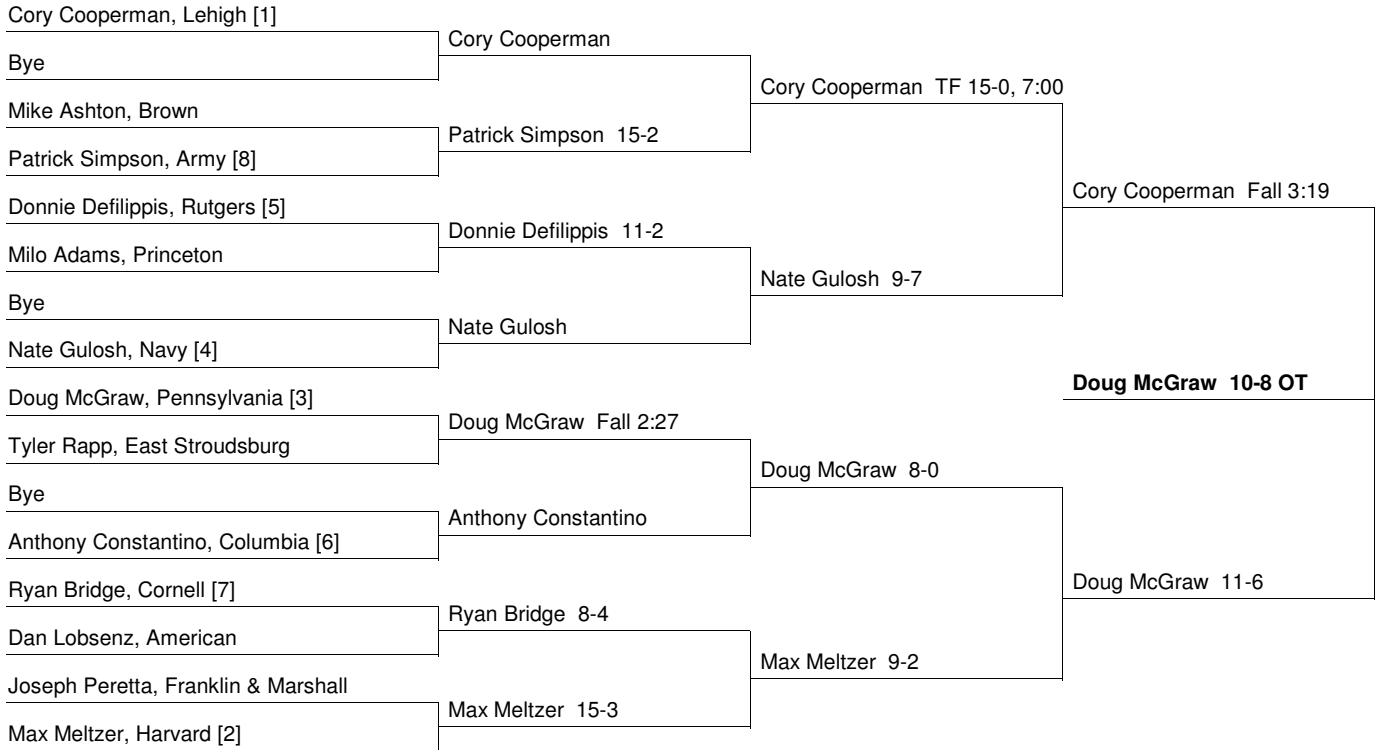 Cory Cooperman, Lehigh [1]
Bye
Mike Ashton, Brown
Patrick Simpson, Army [8]
Donnie Defilippis, Rutgers [5]
Milo Adams, Princeton
Bye
Nate Gulosh, Navy [4]
Doug McGraw, Pennsylvania [3]
Tyler Rapp, East Stroudsburg
Bye
Anthony Constantino, Columbia [6]
Ryan Bridge, Cornell [7]
Dan Lobsenz, American
Joseph Peretta, Franklin & Marshall
Max Meltzer, Harvard [2]
Cory Cooperman
Patrick Simpson 15-2
Donnie Defilippis 11-2
Nate Gulosh
Doug McGraw Fall 2:27
Anthony Constantino
Ryan Bridge 8-4
Max Meltzer 15-3
Cory Cooperman TF 15-0, 7:00
Nate Gulosh 9-7
Doug McGraw 8-0
Max Meltzer 9-2
Cory Cooperman Fall 3:19
Doug McGraw 11-6
Doug McGraw 10-8 OT